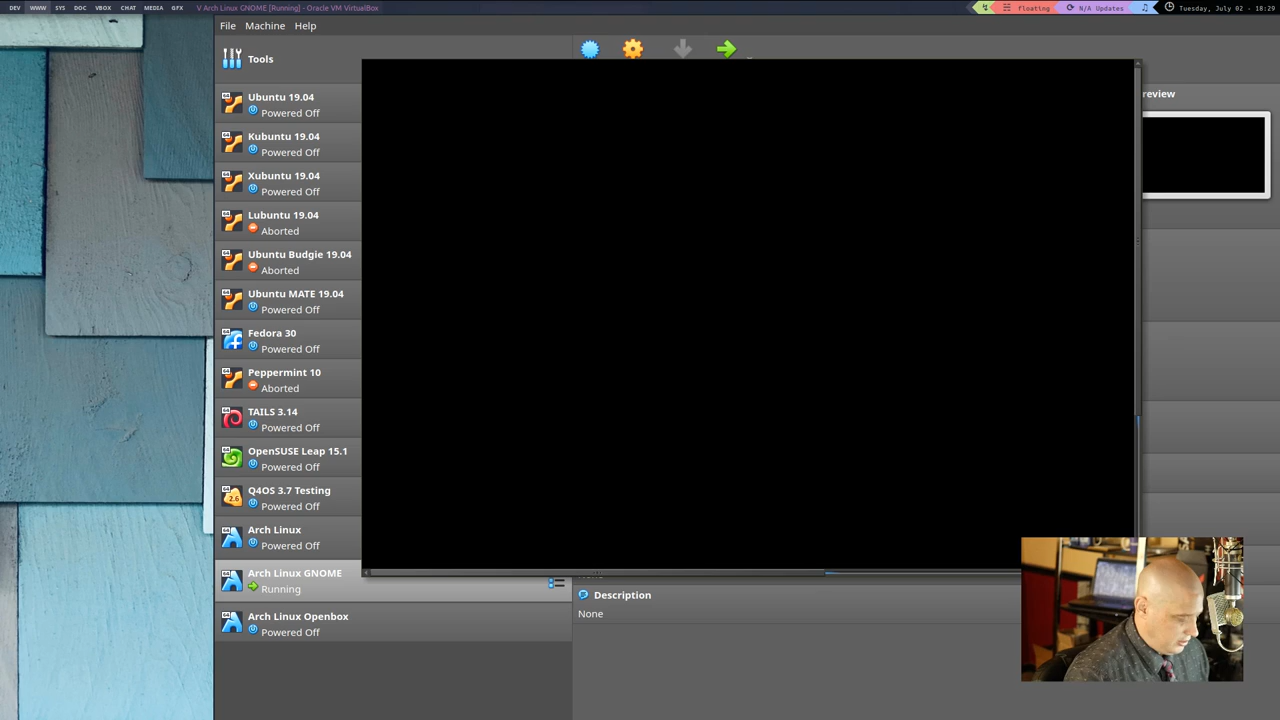 DEV WWW SYS DOC VBOX CHAT MEDIA GFX V Arch Linux GNOME [Running] - Oracle VM VirtualBox floating N/A Updates Tuesday, July 02 - 18:29
File Machine Help
Tools
review
Ubuntu 19.04
Powered Off
Kubuntu 19.04
Powered Off
Xubuntu 19.04
Powered Off
Lubuntu 19.04
Aborted
Ubuntu Budgie 19.04
Aborted
Ubuntu MATE 19.04
Powered Off
Fedora 30
Powered Off
Peppermint 10
Aborted
TAILS 3.14
Powered Off
OpenSUSE Leap 15.1
Powered Off
Q4OS 3.7 Testing
Powered Off
Arch Linux
Powered Off
Arch Linux GNOME
Running
Arch Linux Openbox
Powered Off
Description
None